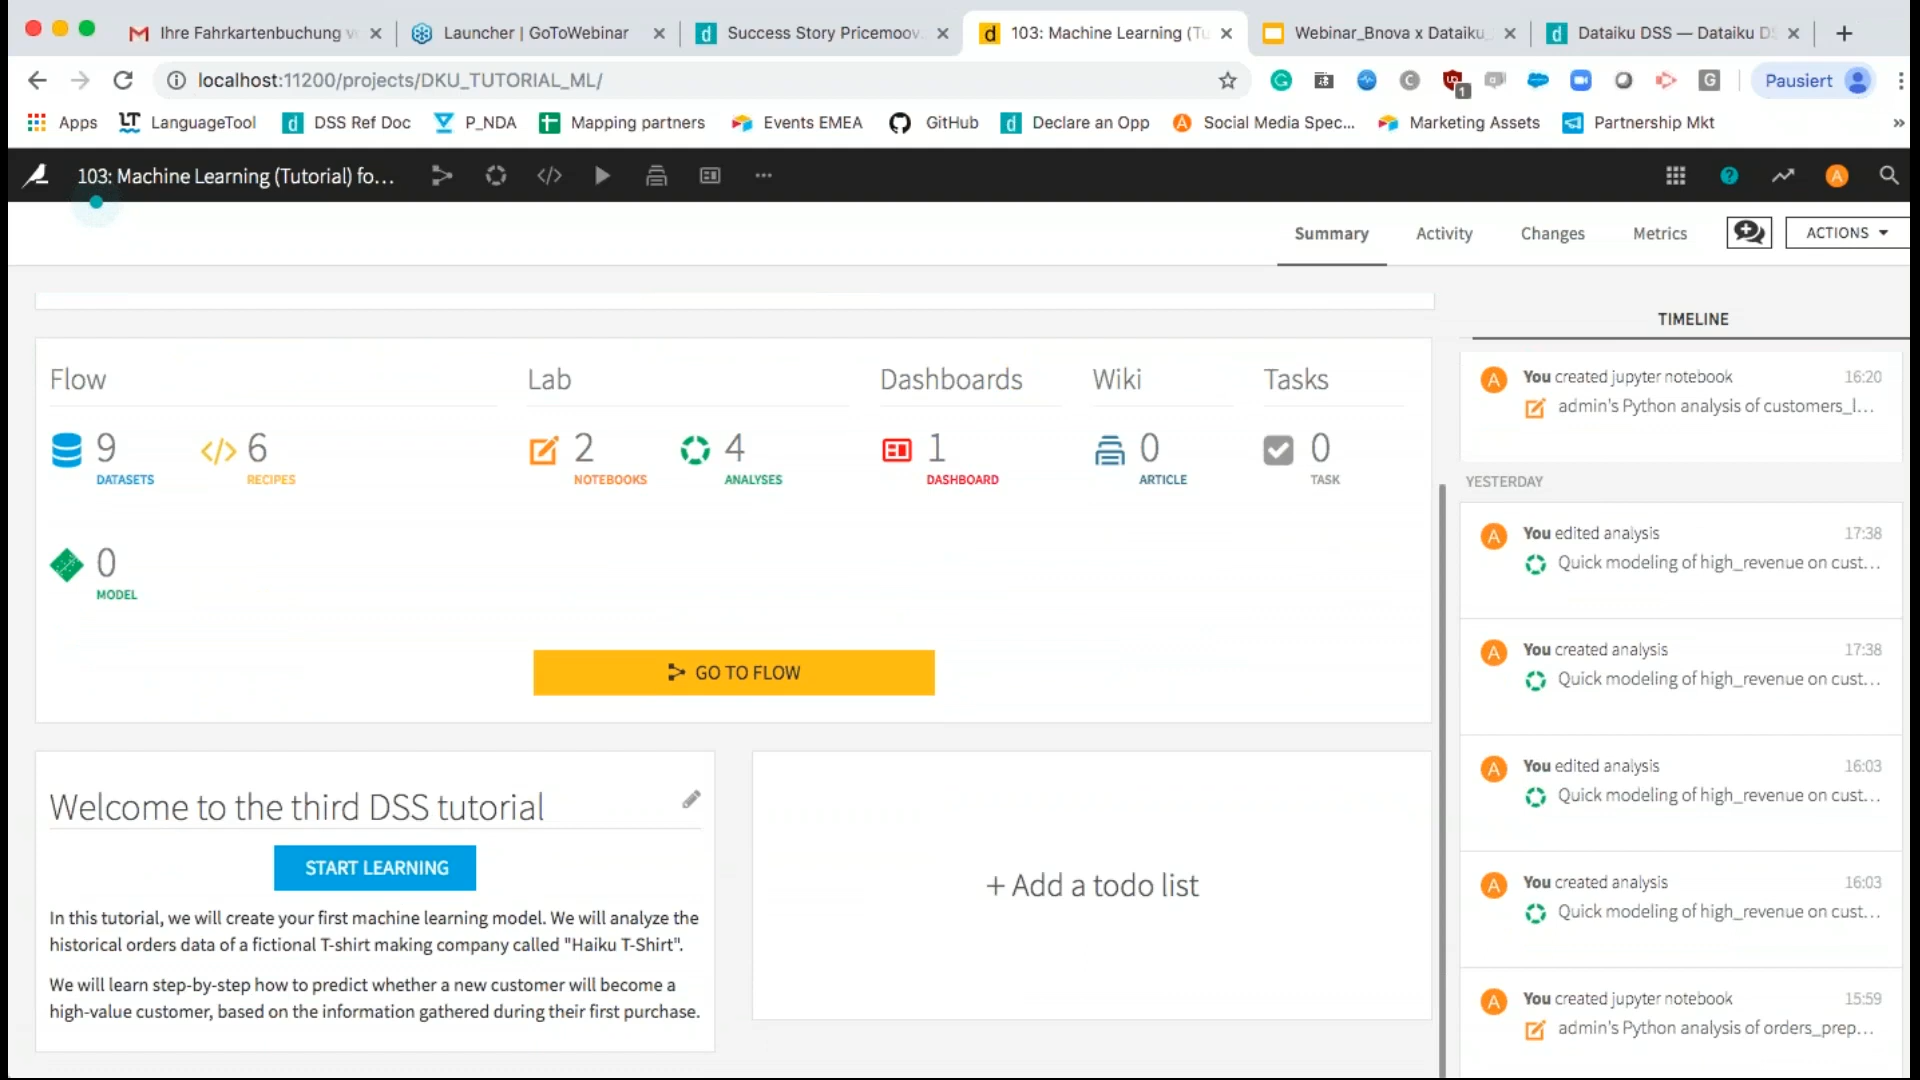 Ihre Fahrkartenbuchung
Launcher | GoToWebinar
Success Story Pricemoov
103: Machine Learning (Tu
Webinar_Bnova x Dataiku_
Dataiku DSS — Dataiku DS
localhost:11200/projects/DKU_TUTORIAL_ML/
1
G
Pausiert
Apps
LanguageTool
DSS Ref Doc
P_NDA
Mapping partners
Events EMEA
GitHub
Declare an Opp
Social Media Spec...
Marketing Assets
Partnership Mkt
»
103: Machine Learning (Tutorial) fo...
A
Summary
Activity
Changes
Metrics
ACTIONS
Flow
9
DATASETS
6
RECIPES
0
MODEL
Lab
2
NOTEBOOKS
4
ANALYSES
Dashboards
1
DASHBOARD
Wiki
0
ARTICLE
Tasks
0
TASK
GO TO FLOW
Welcome to the third DSS tutorial
START LEARNING
In this tutorial, we will create your first machine learning model. We will analyze the
historical orders data of a fictional T-shirt making company called "Haiku T-Shirt".
We will learn step-by-step how to predict whether a new customer will become a
high-value customer, based on the information gathered during their first purchase.
+ Add a todo list
TIMELINE
A You created jupyter notebook 16:20
admin's Python analysis of customers_l...
YESTERDAY
A You edited analysis 17:38
Quick modeling of high_revenue on cust...
A You created analysis 17:38
Quick modeling of high_revenue on cust...
A You edited analysis 16:03
Quick modeling of high_revenue on cust...
A You created analysis 16:03
Quick modeling of high_revenue on cust...
A You created jupyter notebook 15:59
admin's Python analysis of orders_prep...